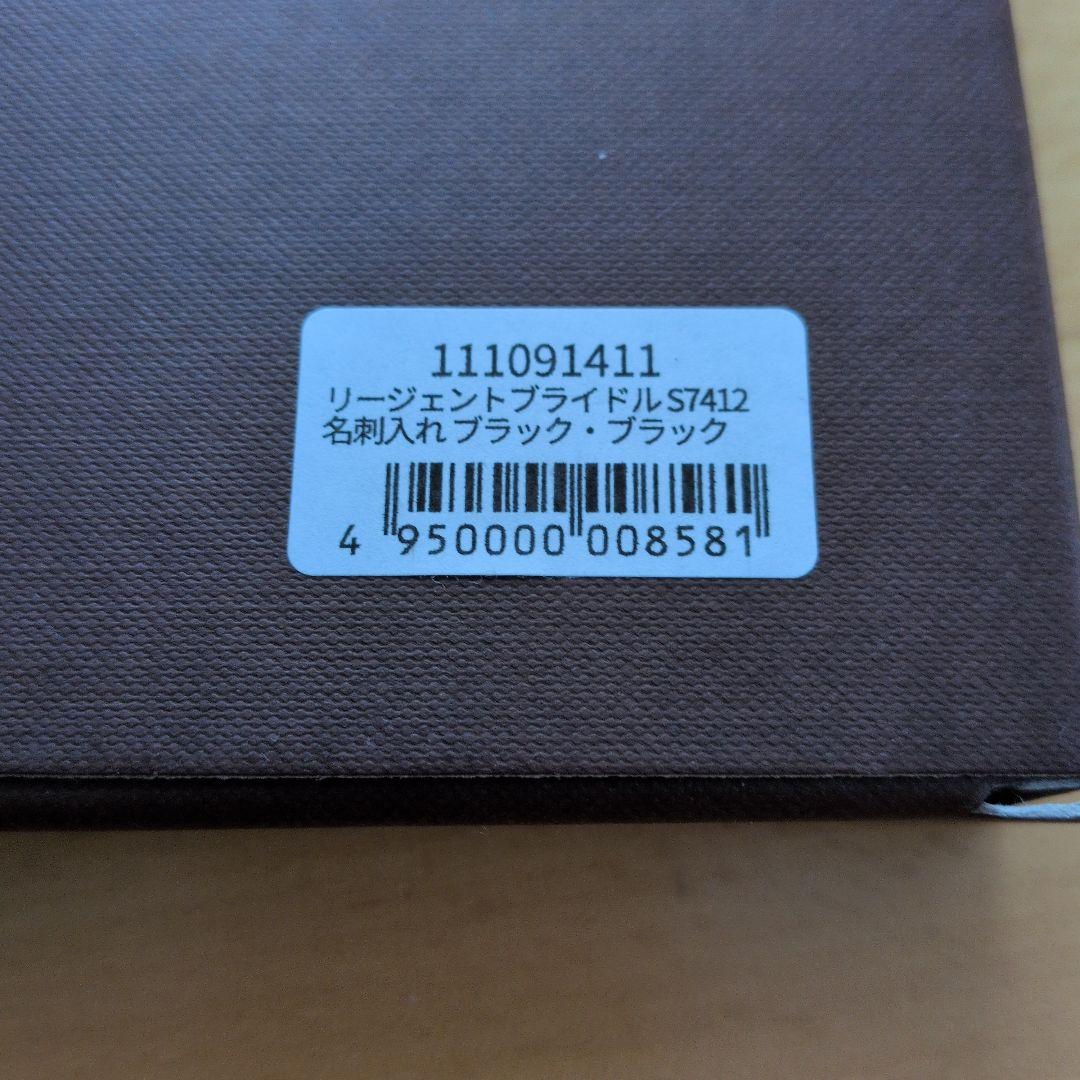 111091411
リージェントブライドル S7412
名刺入れ ブラック・ブラック
4 950000 008581